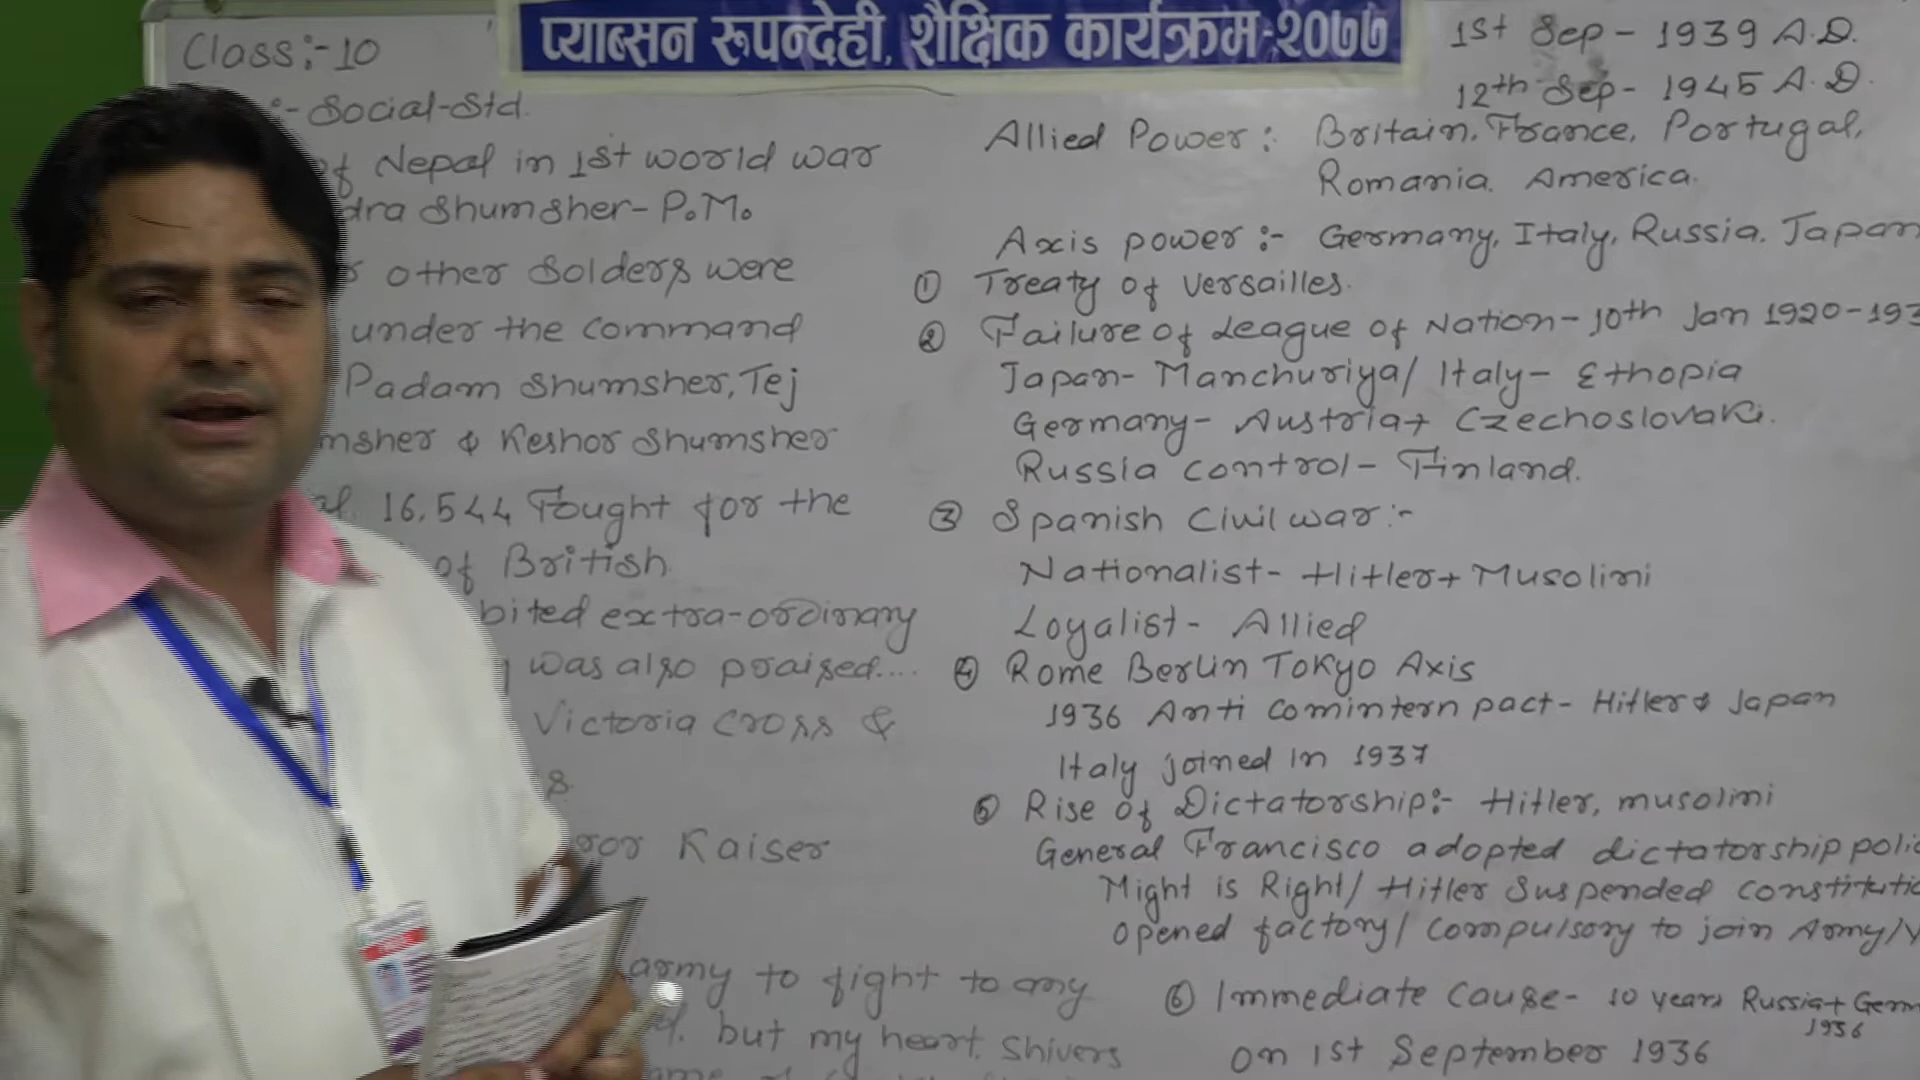 प्याब्सन रूपन्देही, शैक्षिक कार्यक्रम-२०७७
Class:-10
:- Social-Std.
of Nepal in 1st world war
dra Shumsher- P.M.
other Solders were
under the command
Padam Shumsher, Tej
msher & Keshor Shumsher
16,544 Fought for the
of British
bited extra-ordinary
y was also praised....
Victoria Cross &
s
ror Kaiser
army to fight to any
but my heart shivers
1st Sep - 1939 A.D.
12th Sep - 1945 A.D.
Allied Power: Britain, France, Portugal,
Romania. America.
Axis power :- Germany, Italy, Russia. Japan
① Treaty of Versailles.
② Failure of League of Nation- 10th Jan 1920-193
Japan- Manchuriya/ Italy- Ethopia
Germany- Austria+ Czechoslovaki.
Russia control- Finland.
③ Spanish Civil war:-
Nationalist- Hitler+ Musolini
Loyalist- Allied
④ Rome Berlin Tokyo Axis
1936 Anti comintern pact- Hitler & Japan
Italy joined in 1937
⑤ Rise of Dictatorship:- Hitler, musolini
General Francisco adopted dictatorship polic
Might is Right/ Hitler Suspended constitutio
opened factory/ Compulsory to join Army/
⑥ Immediate Cause- 10 years Russia+ Germ
1936
on 1st September 1936